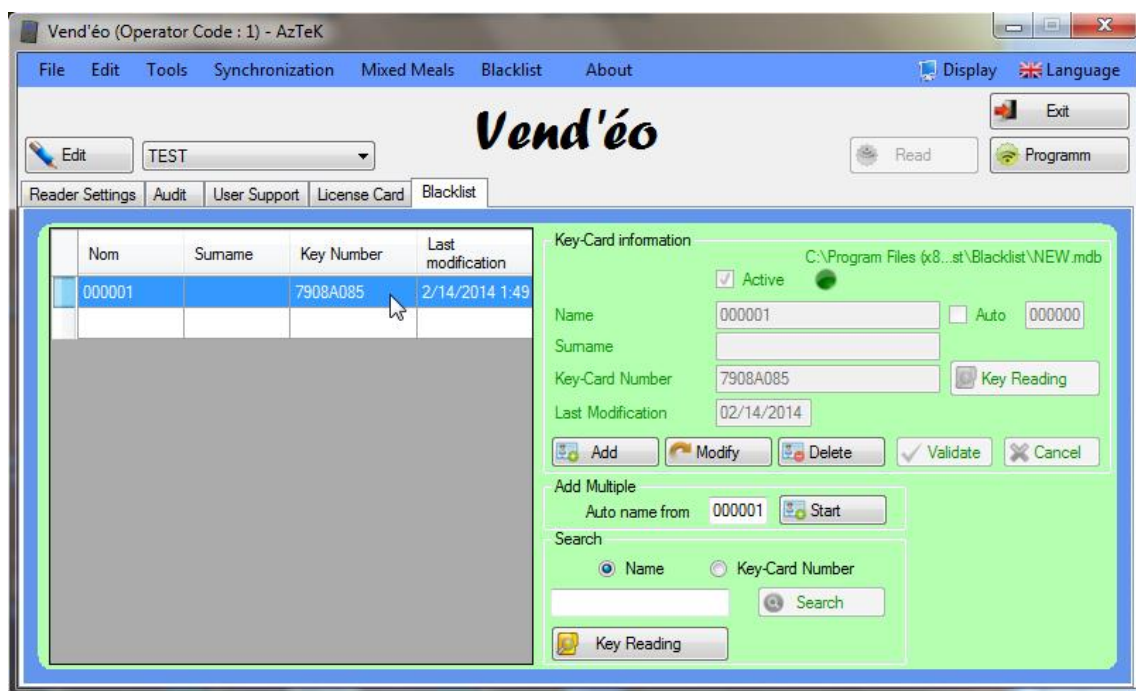 Vend'éo (Operator Code : 1) - AzTeK
File Edit Tools Synchronization Mixed Meals Blacklist About Display Language
Vend'éo
Exit
Edit TEST Read Programm
Reader Settings Audit User Support License Card Blacklist
Nom Surname Key Number Last modification
000001 7908A085 2/14/2014 1:49
Key-Card information
C:\Program Files (x8...st\Blacklist\NEW.mdb
Active
Name 000001 Auto 000000
Surname
Key-Card Number 7908A085 Key Reading
Last Modification 02/14/2014
Add Modify Delete Validate Cancel
Add Multiple
Auto name from 000001 Start
Search
Name Key-Card Number
Search
Key Reading